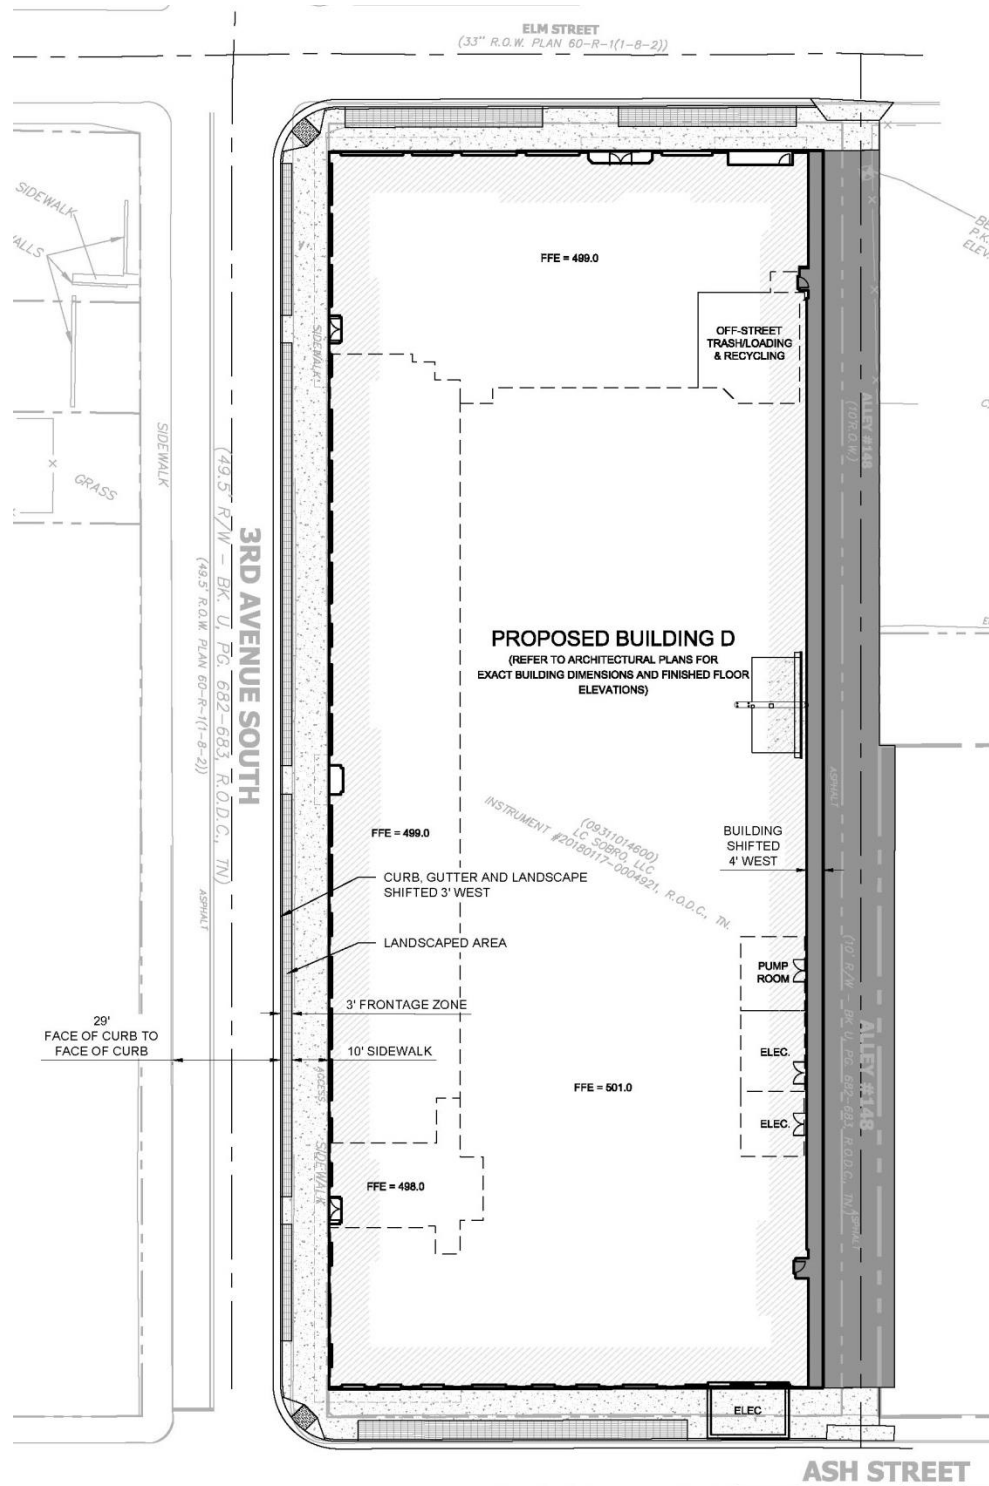 ELM STREET
(33" R.O.W. PLAN 60-R-1(1-8-2))
SIDEWALK
WALLS
GRASS
SIDEWALK
3RD AVENUE SOUTH
(49.5' R/W - BK. U, PG. 682-683, R.O.D.C., TN)
(49.5' R.O.W. PLAN 60-R-1(1-8-2))
ASPHALT
SIDEWALK
FFE = 499.0
OFF-STREET
TRASH/LOADING
& RECYCLING
ALLEY #148
(10' R.O.W.)
P.K.
ELEV
PROPOSED BUILDING D
(REFER TO ARCHITECTURAL PLANS FOR
EXACT BUILDING DIMENSIONS AND FINISHED FLOOR
ELEVATIONS)
ASPHALT
(09311014600)
LC SOBRO, LLC
INSTRUMENT #20180117-0004921, R.O.D.C., TN.
FFE = 499.0
BUILDING
SHIFTED
4' WEST
CURB, GUTTER AND LANDSCAPE
SHIFTED 3' WEST
LANDSCAPED AREA
PUMP
ROOM
3' FRONTAGE ZONE
29'
FACE OF CURB TO
FACE OF CURB
10' SIDEWALK
ELEC.
ACCESS
FFE = 501.0
ELEC.
ALLEY #148
(10' R/W - BK U, PG. 682-683, R.O.D.C., TN.)
ASPHALT
SIDEWALK
FFE = 498.0
ELEC
ASH STREET